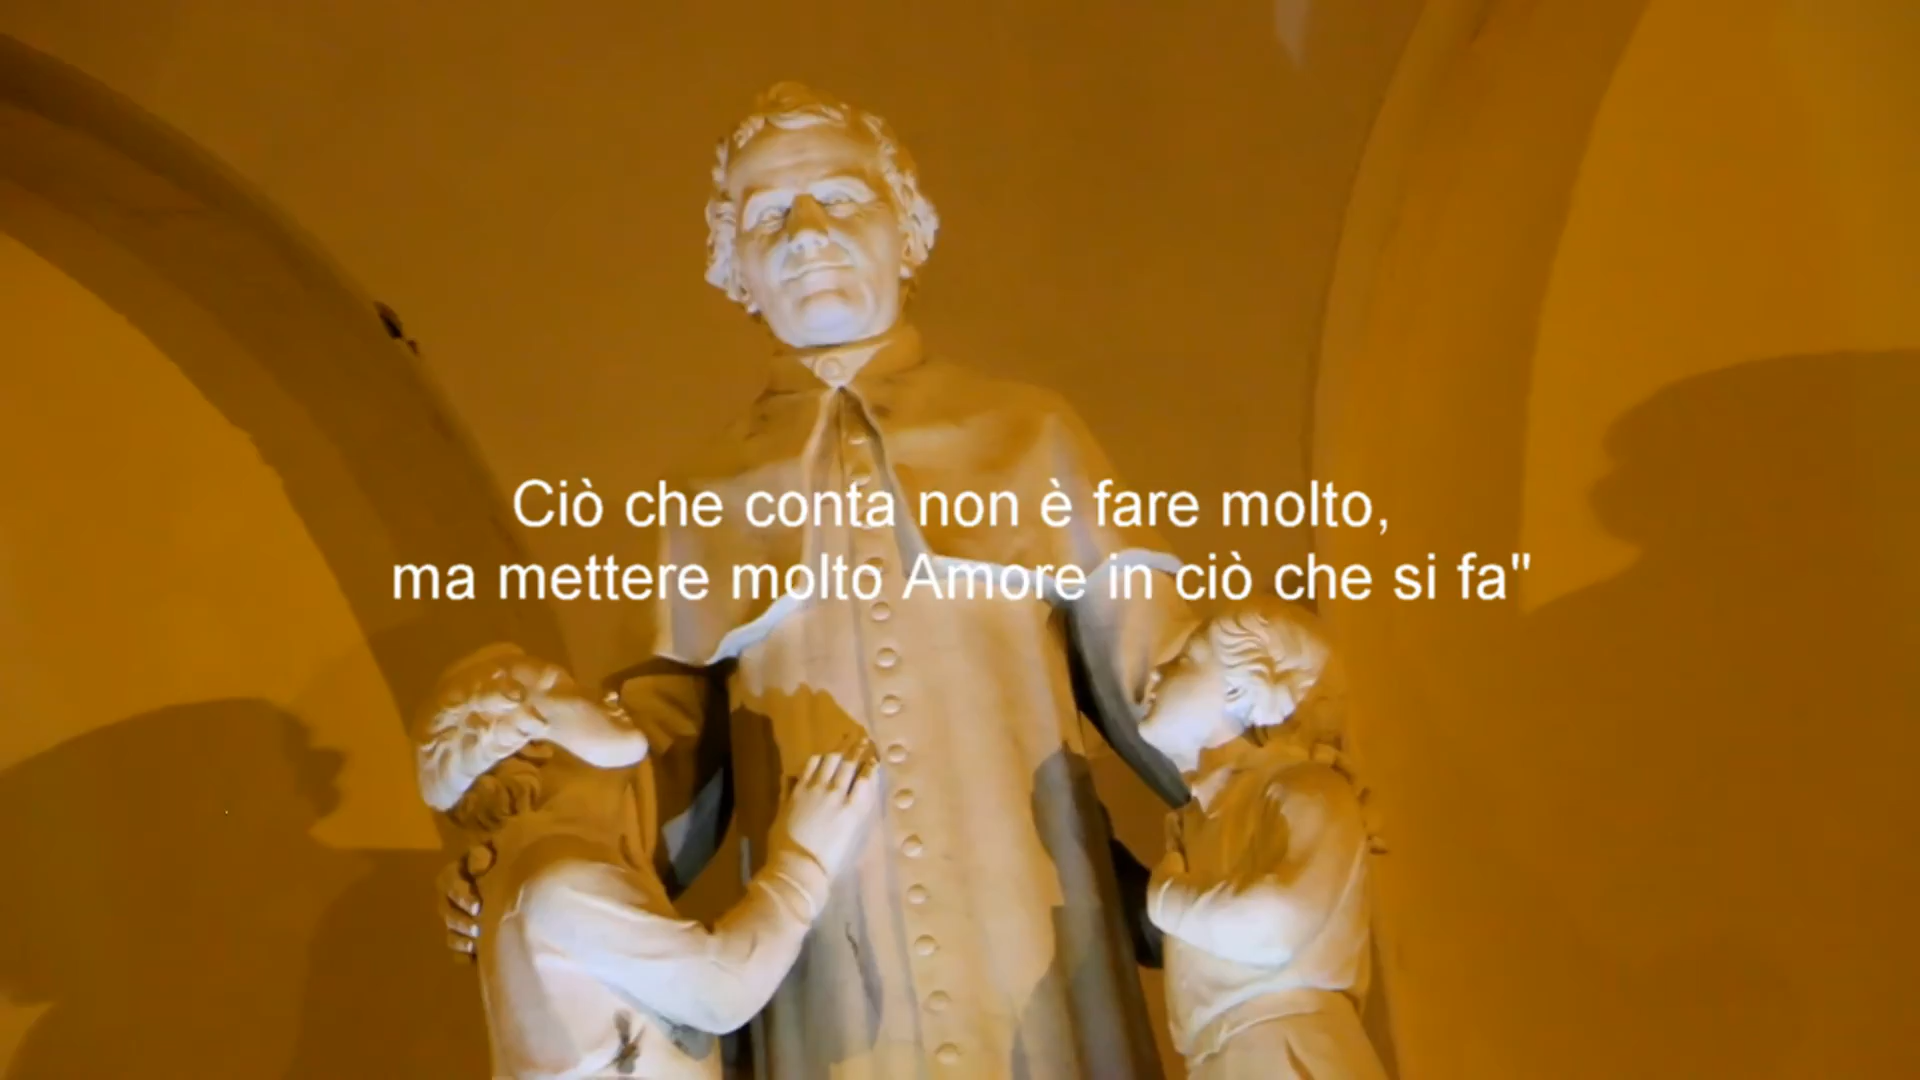 Ciò che conta non è fare molto,
ma mettere molto Amore in ciò che si fa"